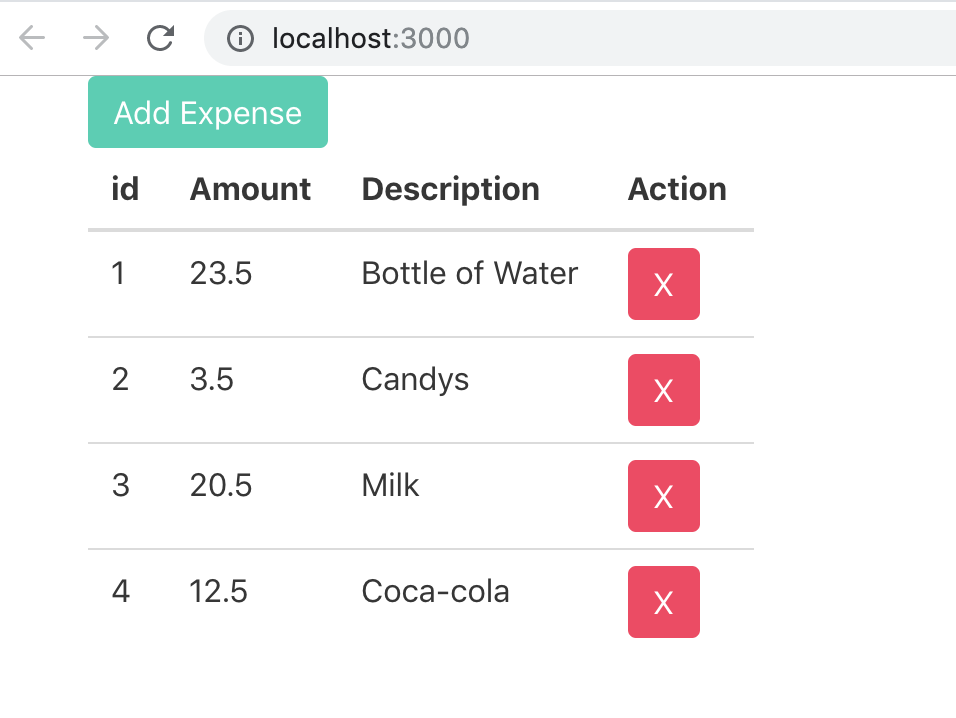 localhost:3000
Add Expense
id Amount Description Action
1 23.5 Bottle of Water X
2 3.5 Candys X
3 20.5 Milk X
4 12.5 Coca-cola X